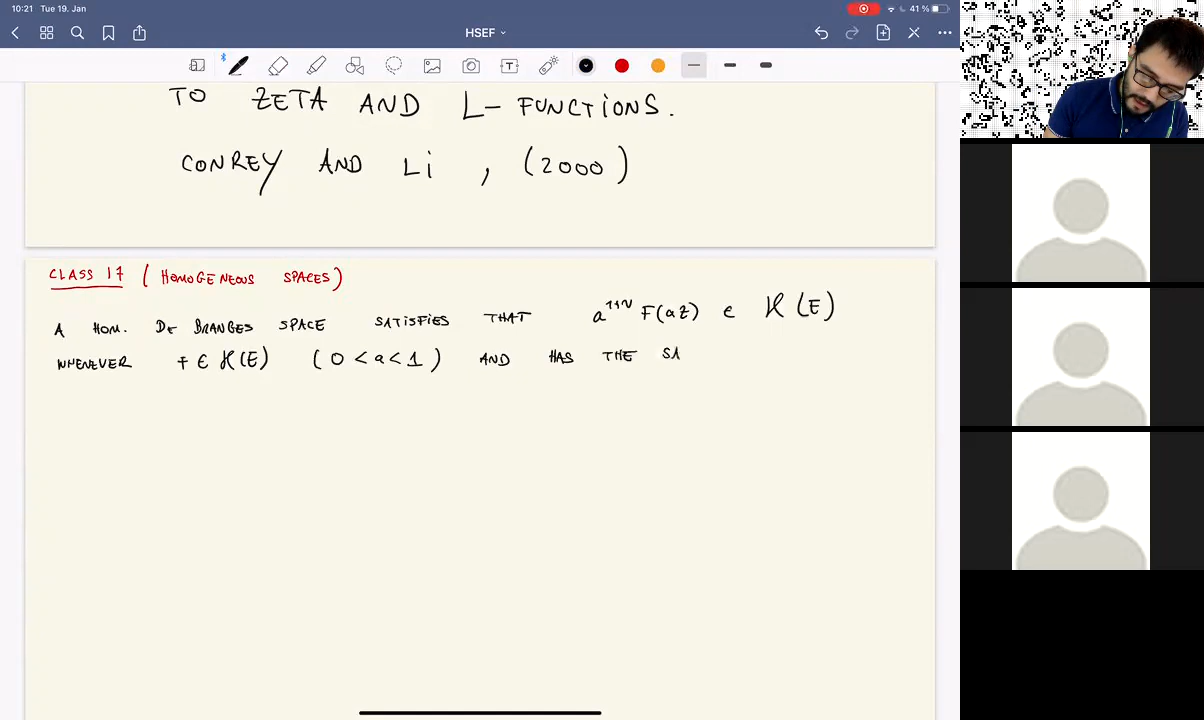 10:21 Tue 19. Jan
41 %
HSEF
TO ZETA AND L-FUNCTIONS.
CONREY AND Li, (2000)
CLASS 17 (HOMOGENEOUS SPACES)
A HOM. DE BRANGES SPACE SATISFIES THAT a^{1+ν} F(az) ∈ H(E)
WHENEVER F ∈ H(E) (0 < a < 1) AND HAS THE SA